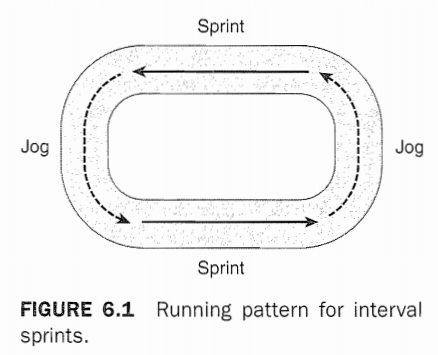 Sprint
Jog
Jog
Sprint
FIGURE 6.1 Running pattern for interval
sprints.